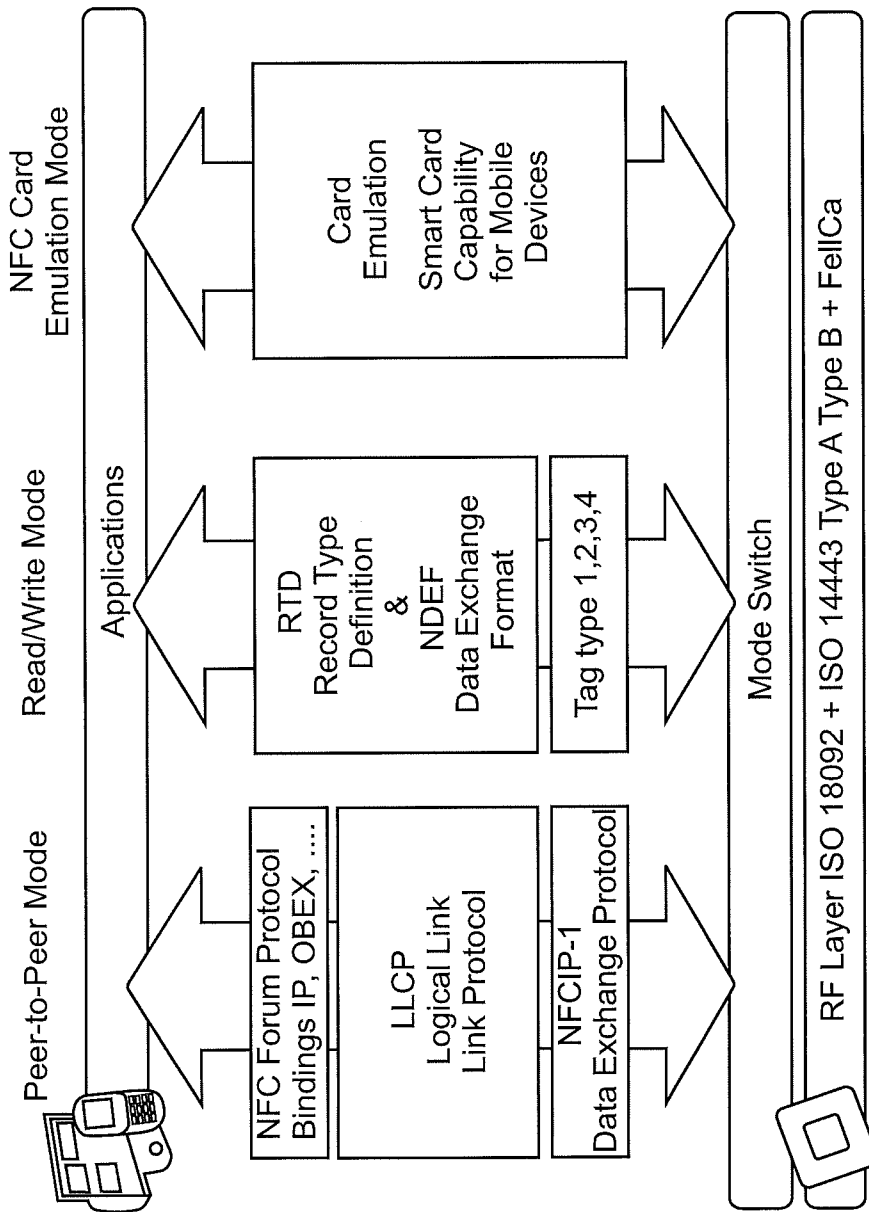 Peer-to-Peer Mode
Read/Write Mode
NFC Card
Emulation Mode
Applications
NFC Forum Protocol
Bindings IP, OBEX, ....
LLCP
Logical Link
Link Protocol
NFCIP-1
Data Exchange Protocol
RTD
Record Type
Definition
&
NDEF
Data Exchange
Format
Tag type 1,2,3,4
Card
Emulation
Smart Card
Capability
for Mobile
Devices
Mode Switch
RF Layer ISO 18092 + ISO 14443 Type A Type B + FellCa